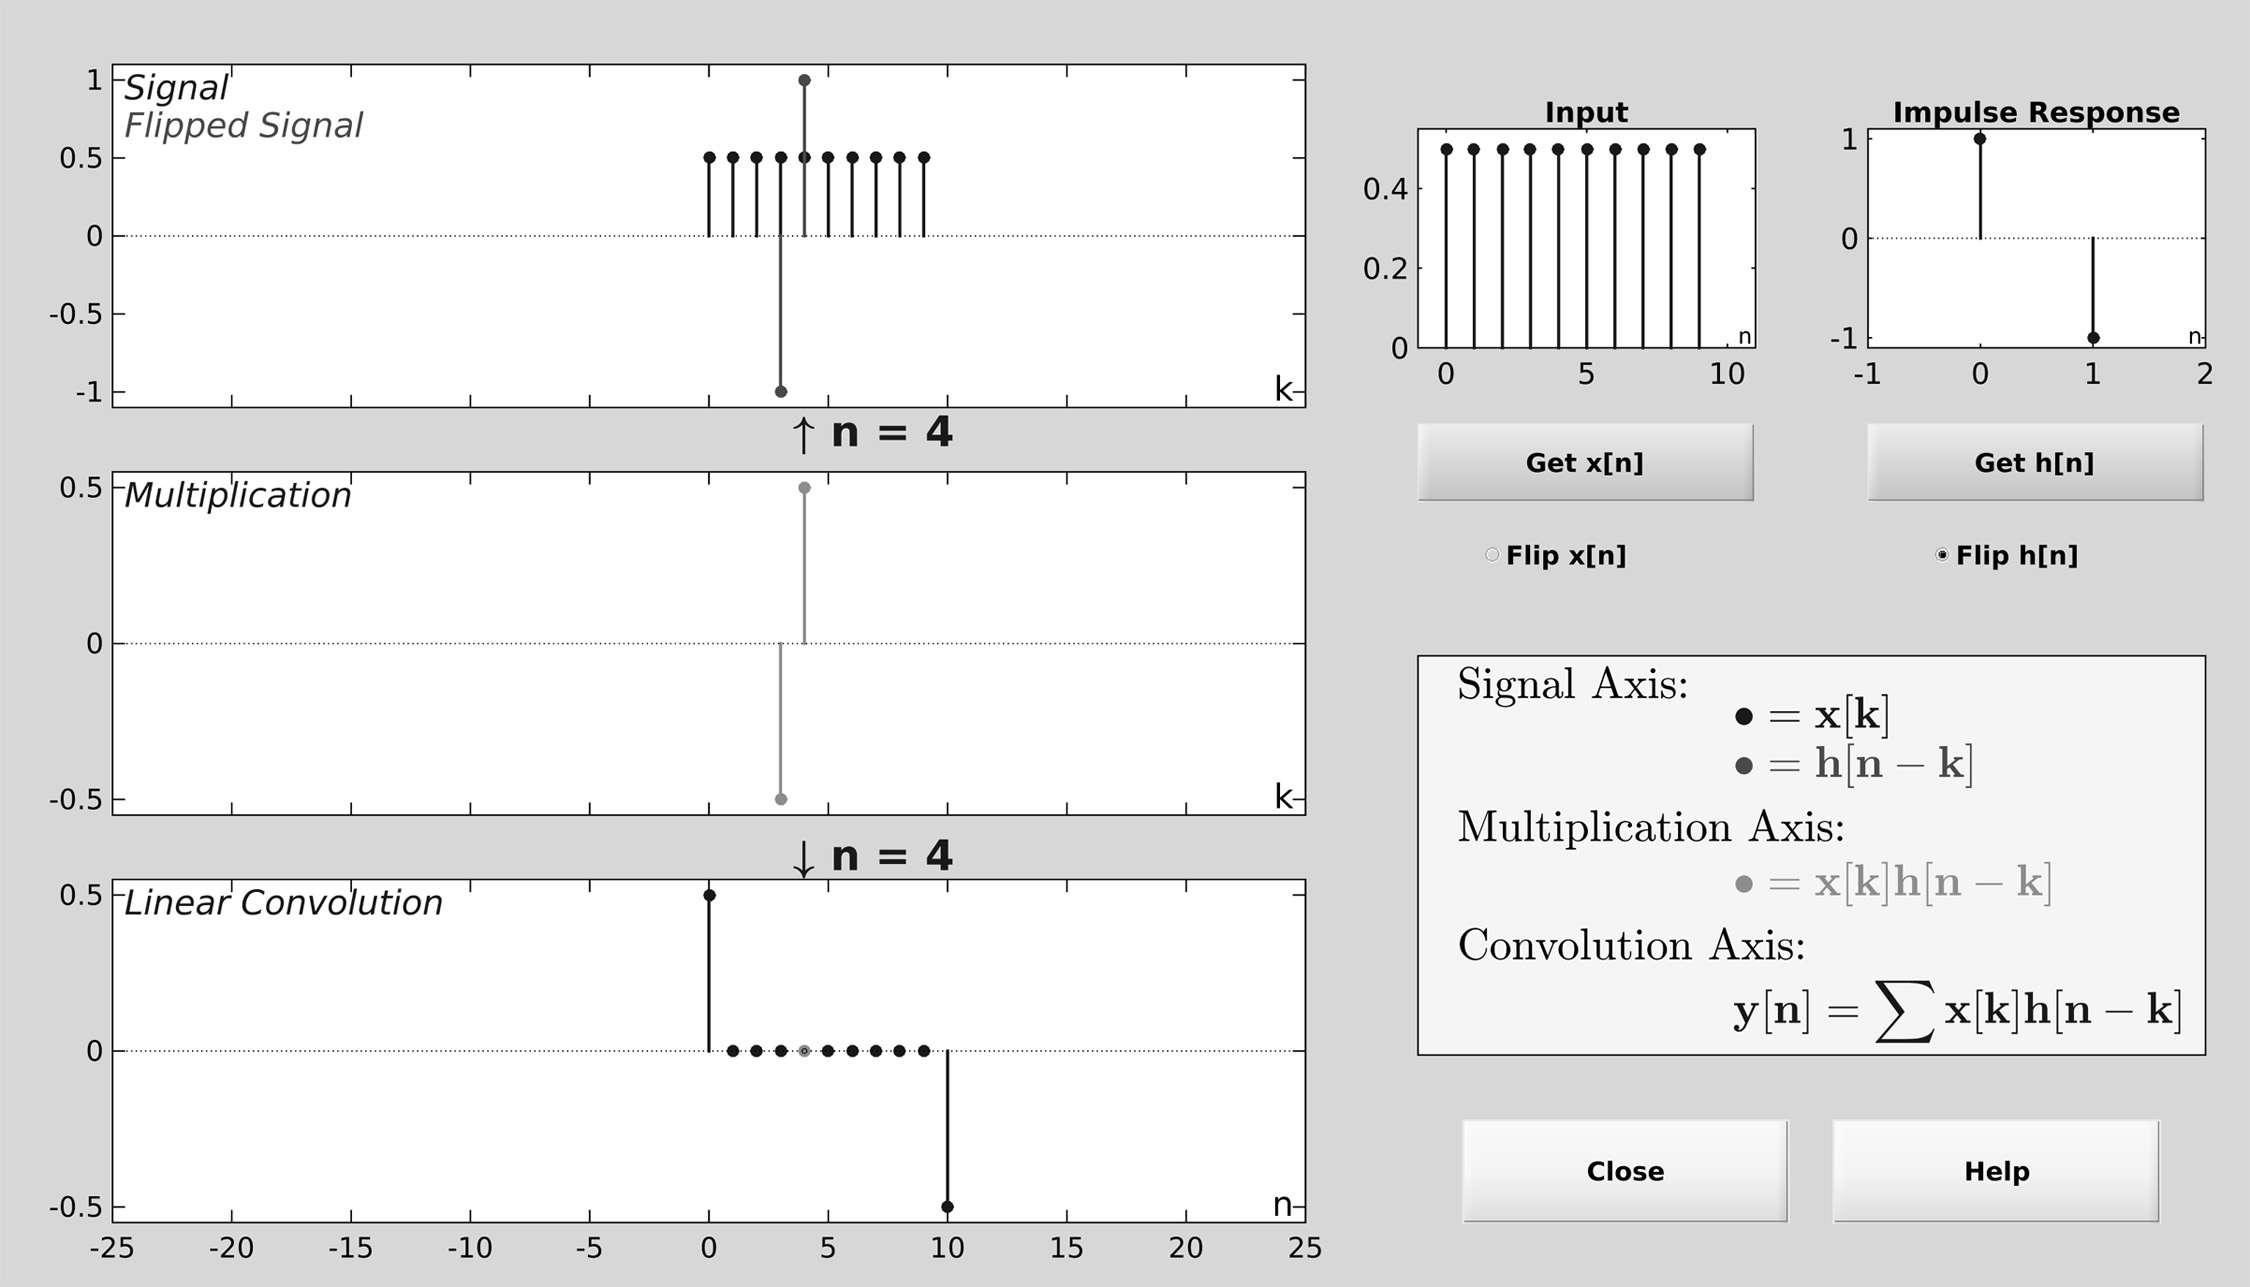 Signal
Flipped Signal
1
0.5
0
-0.5
-1
k
↑ n = 4
Multiplication
0.5
0
-0.5
k
↓ n = 4
Linear Convolution
0.5
0
-0.5
n
-25 -20 -15 -10 -5 0 5 10 15 20 25
Input
0.4
0.2
0
n
0 5 10
Impulse Response
1
0
-1
n
-1 0 1 2
Get x[n]
Get h[n]
Flip x[n]
Flip h[n]
Signal Axis:
● = x[k]
● = h[n − k]
Multiplication Axis:
● = x[k]h[n − k]
Convolution Axis:
y[n] = ∑ x[k]h[n − k]
Close
Help